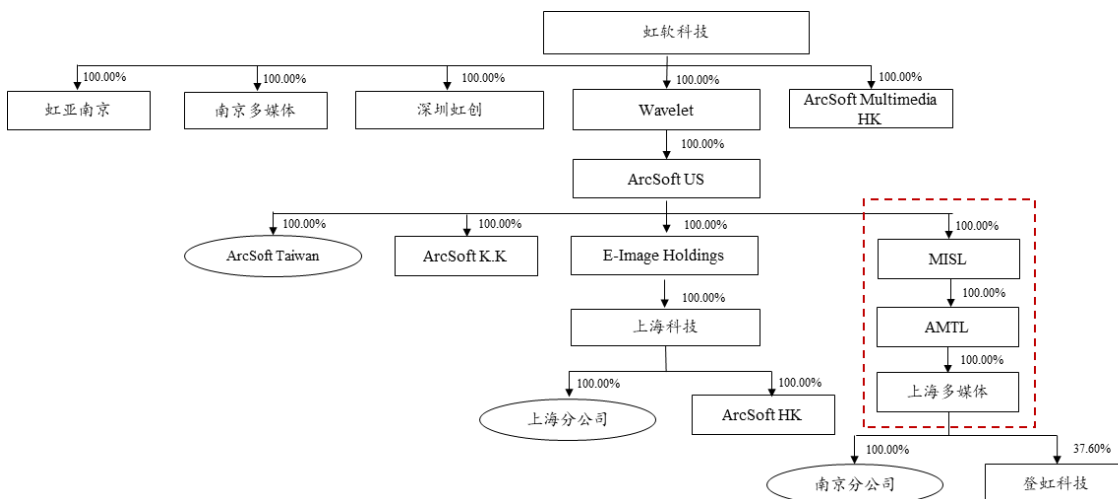 虹软科技
100.00%
100.00%
100.00%
100.00%
100.00%
虹亚南京
南京多媒体
深圳虹创
Wavelet
ArcSoft Multimedia
HK
100.00%
ArcSoft US
100.00%
100.00%
100.00%
100.00%
ArcSoft Taiwan
ArcSoft K.K
E-Image Holdings
MISL
100.00%
100.00%
上海科技
AMTL
100.00%
100.00%
100.00%
上海分公司
ArcSoft HK
上海多媒体
100.00%
37.60%
南京分公司
登虹科技